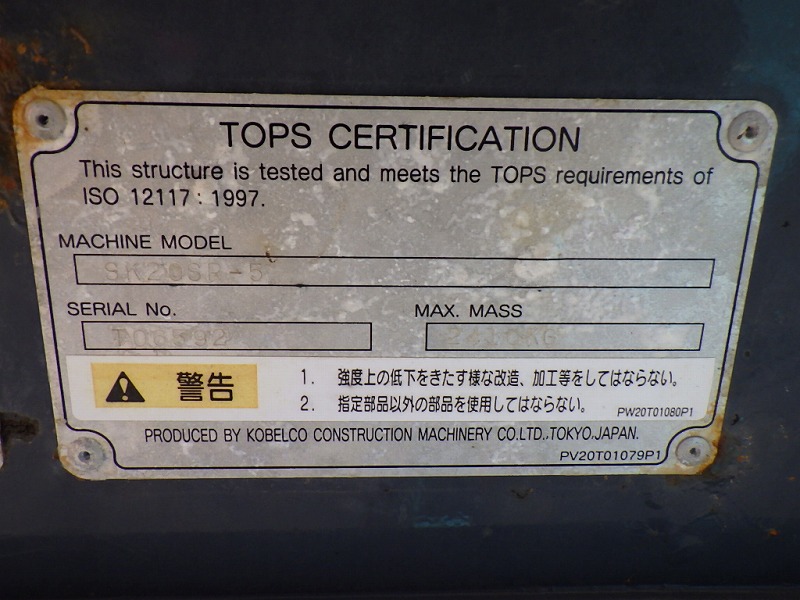 TOPS CERTIFICATION
This structure is tested and meets the TOPS requirements of
ISO 12117 : 1997.
MACHINE MODEL
SK20SR-5
SERIAL No.
MAX. MASS
警告
1. 強度上の低下をきたす様な改造、加工等をしてはならない。
2. 指定部品以外の部品を使用してはならない。
PW20T01080P1
PRODUCED BY KOBELCO CONSTRUCTION MACHINERY CO.LTD.,TOKYO,JAPAN.
PV20T01079P1